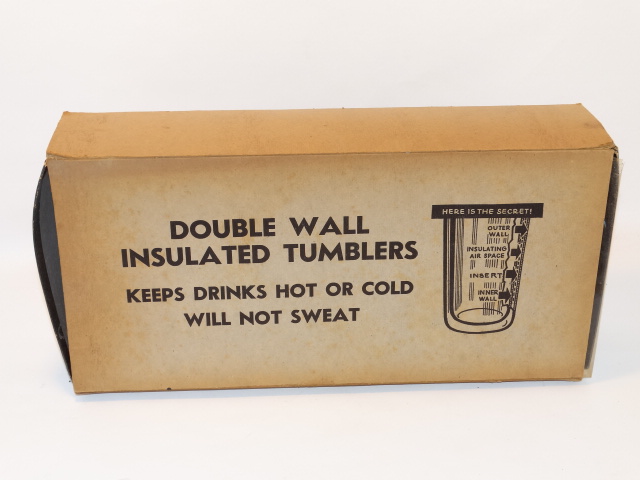 DOUBLE WALL
INSULATED TUMBLERS
KEEPS DRINKS HOT OR COLD
WILL NOT SWEAT
HERE IS THE SECRET!
OUTER
WALL
INSULATING
AIR SPACE
INSERT
INNER
WALL